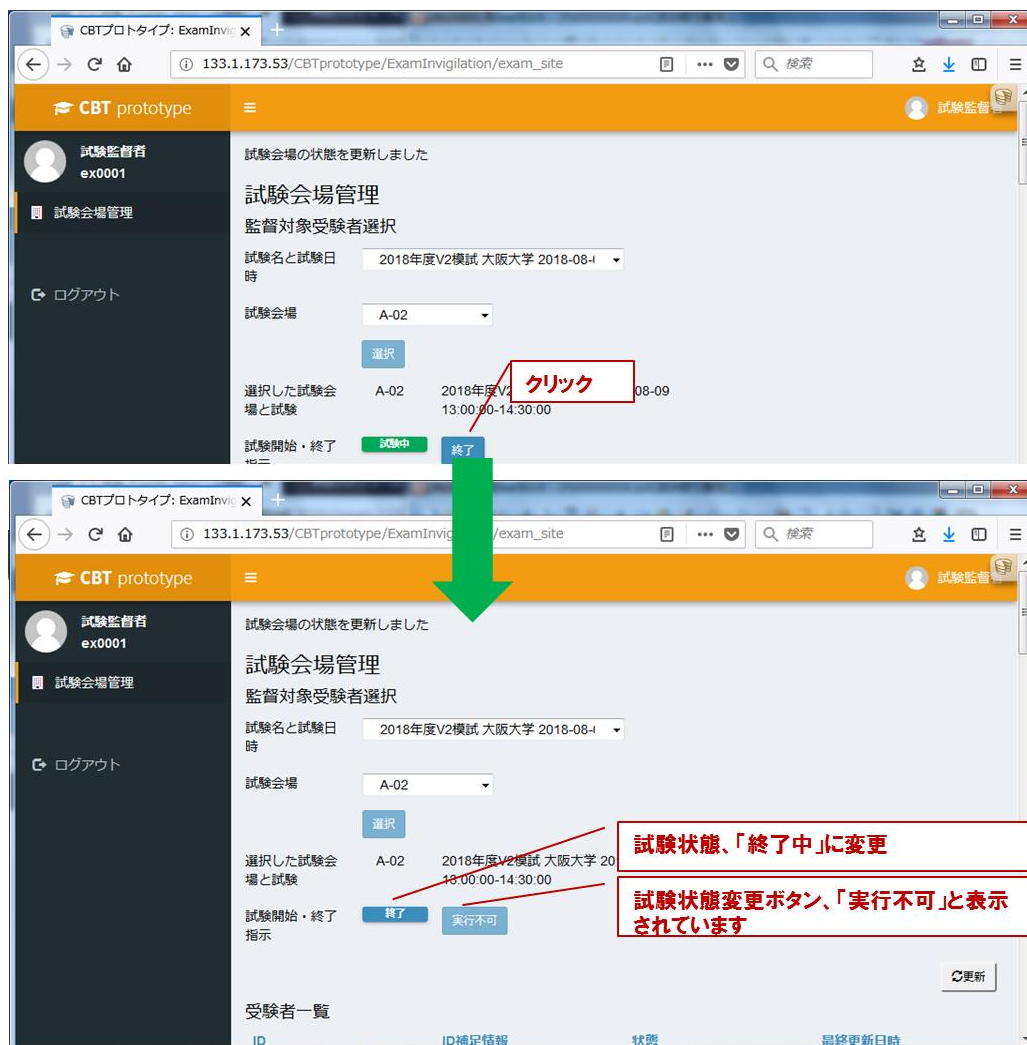 CBTプロトタイプ: ExamInvig
133.1.173.53/CBTprototype/ExamInvigilation/exam_site
検索
CBT prototype
試験監督
試験監督者
ex0001
試験会場管理
ログアウト
試験会場の状態を更新しました
試験会場管理
監督対象受験者選択
試験名と試験日
時
2018年度V2模試 大阪大学 2018-08-
試験会場
A-02
選択
クリック
選択した試験会
場と試験
A-02
2018年度V2
08-09
13:00:00-14:30:00
試験開始・終了
指示
試験中
終了
CBTプロトタイプ: ExamInvig
133.1.173.53/CBTprototype/ExamInvig
/exam_site
検索
CBT prototype
試験監督
試験監督者
ex0001
試験会場管理
ログアウト
試験会場の状態を更新しました
試験会場管理
監督対象受験者選択
試験名と試験日
時
2018年度V2模試 大阪大学 2018-08-
試験会場
A-02
選択
選択した試験会
場と試験
A-02
2018年度V2模試 大阪大学 20
13:00:00-14:30:00
試験状態、「終了中」に変更
試験状態変更ボタン、「実行不可」と表示
されています
試験開始・終了
指示
終了
実行不可
更新
受験者一覧
ID
ID補足情報
状態
最終更新日時